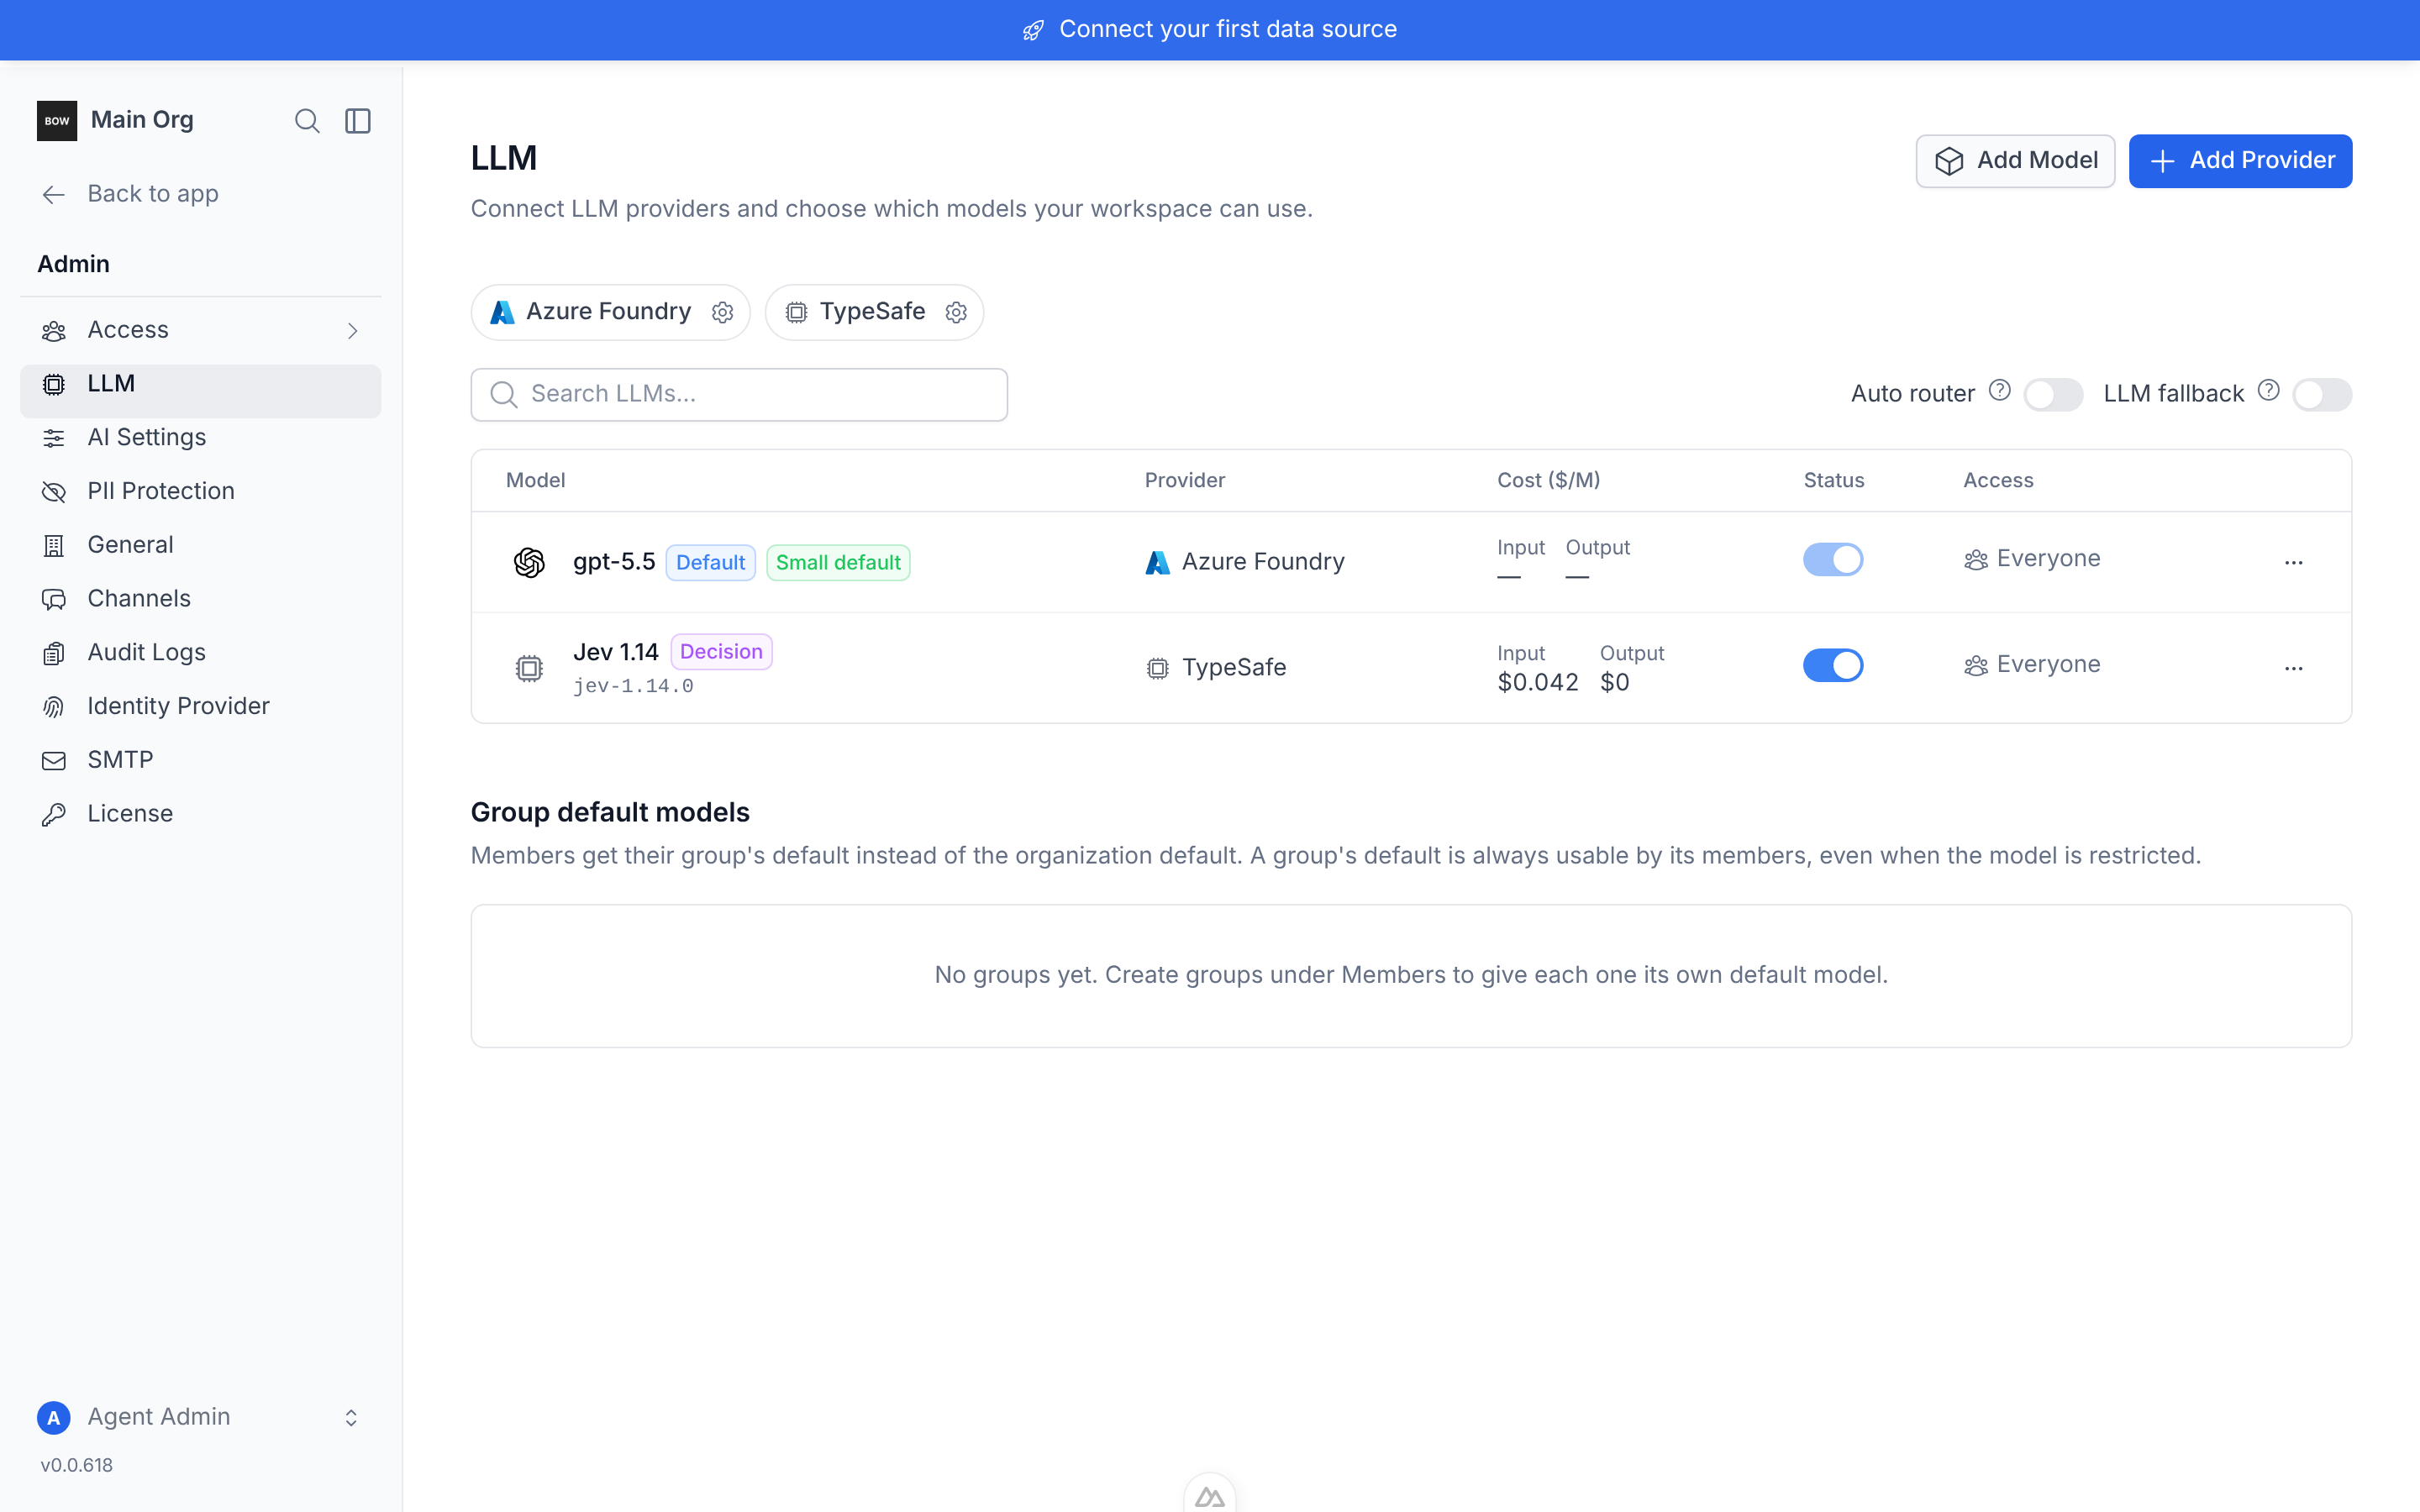 Connect your first data source
BOW
Main Org
Back to app
Admin
Access
LLM
AI Settings
PII Protection
General
Channels
Audit Logs
Identity Provider
SMTP
License
A
Agent Admin
v0.0.618
LLM
Connect LLM providers and choose which models your workspace can use.
Add Model
Add Provider
Azure Foundry
TypeSafe
Search LLMs...
Auto router
LLM fallback
Model Provider Cost ($/M) Status Access
gpt-5.5 Default Small default
Azure Foundry
Input Output
— —
Everyone
...
Jev 1.14 Decision
jev-1.14.0
TypeSafe
Input Output
$0.042 $0
Everyone
...
Group default models
Members get their group's default instead of the organization default. A group's default is always usable by its members, even when the model is restricted.
No groups yet. Create groups under Members to give each one its own default model.